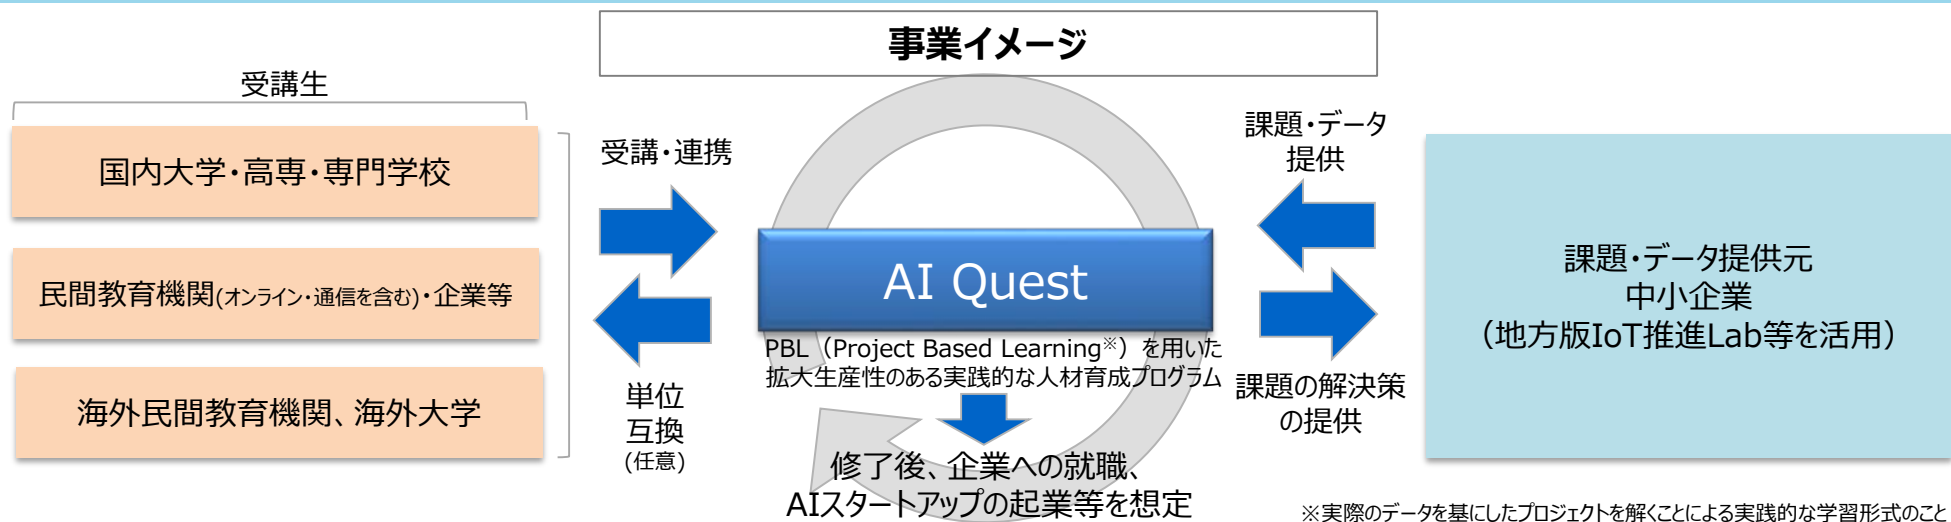 事業イメージ
受講生
国内大学・高専・専門学校
民間教育機関(オンライン・通信を含む)・企業等
海外民間教育機関、海外大学
受講・連携
単位
互換
(任意)
AI Quest
PBL（Project Based Learning※）を用いた
拡大生産性のある実践的な人材育成プログラム
修了後、企業への就職、
AIスタートアップの起業等を想定
課題・データ
提供
課題の解決策
の提供
課題・データ提供元
中小企業
（地方版IoT推進Lab等を活用）
※実際のデータを基にしたプロジェクトを解くことによる実践的な学習形式のこと